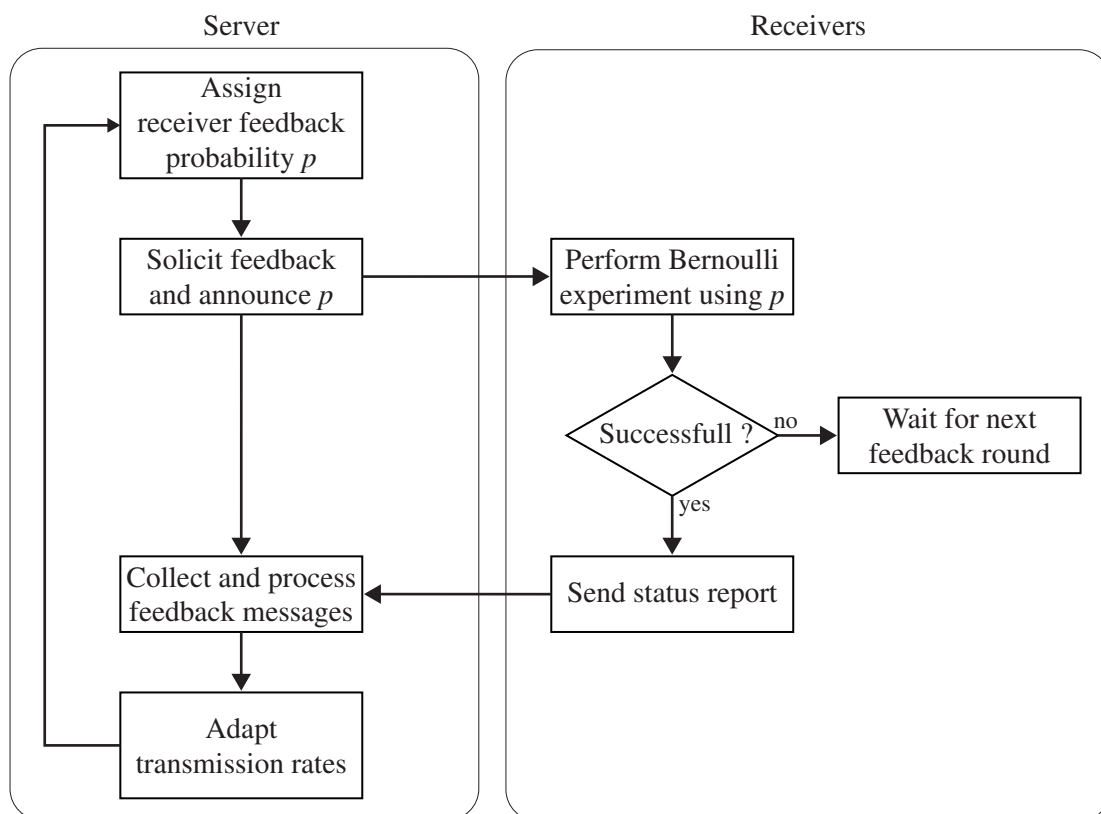 Server
Receivers
Assign
receiver feedback
probability p
Solicit feedback
and announce p
Perform Bernoulli
experiment using p
Successfull ?
no
Wait for next
feedback round
yes
Collect and process
feedback messages
Send status report
Adapt
transmission rates